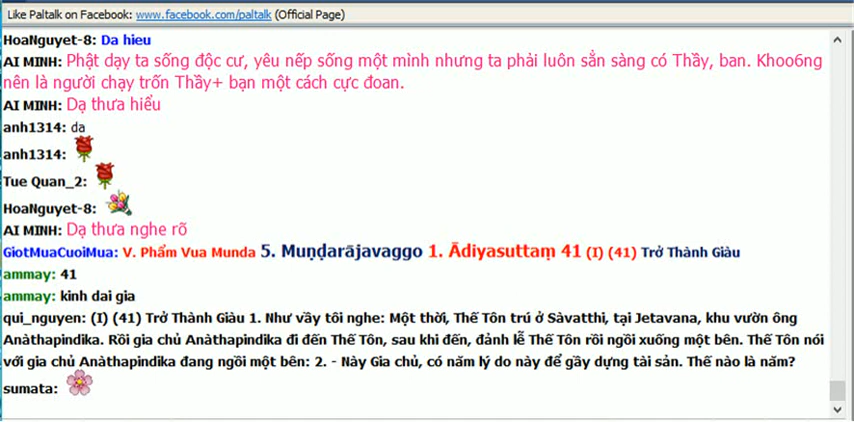 Like Paltalk on Facebook: www.facebook.com/paltalk (Official Page)
HoaNguyet-8: Da hieu
AI MINH: Phật dạy ta sống độc cư, yêu nếp sống một mình nhưng ta phải luôn sẳn sàng có Thầy, ban. Khoo6ng
nên là người chạy trốn Thầy+ bạn một cách cực đoan.
AI MINH: Dạ thưa hiểu
anh1314: da
anh1314:
Tue Quan_2:
HoaNguyet-8:
AI MINH: Dạ thưa nghe rõ
GiotMuaCuoiMua: V. Phẩm Vua Munda 5. Muṇḍarājavaggo 1. Ādiyasuttaṃ 41 (I) (41) Trở Thành Giàu
ammay: 41
ammay: kinh dai gia
qui_nguyen: (I) (41) Trở Thành Giàu 1. Như vầy tôi nghe: Một thời, Thế Tôn trú ở Sàvatthi, tại Jetavana, khu vườn ông
Anàthapindika. Rồi gia chủ Anàthapindika đi đến Thế Tôn, sau khi đến, đảnh lễ Thế Tôn rồi ngồi xuống một bên. Thế Tôn nói
với gia chủ Anàthapindika đang ngồi một bên: 2. - Này Gia chủ, có năm lý do này để gầy dựng tài sản. Thế nào là năm?
sumata: